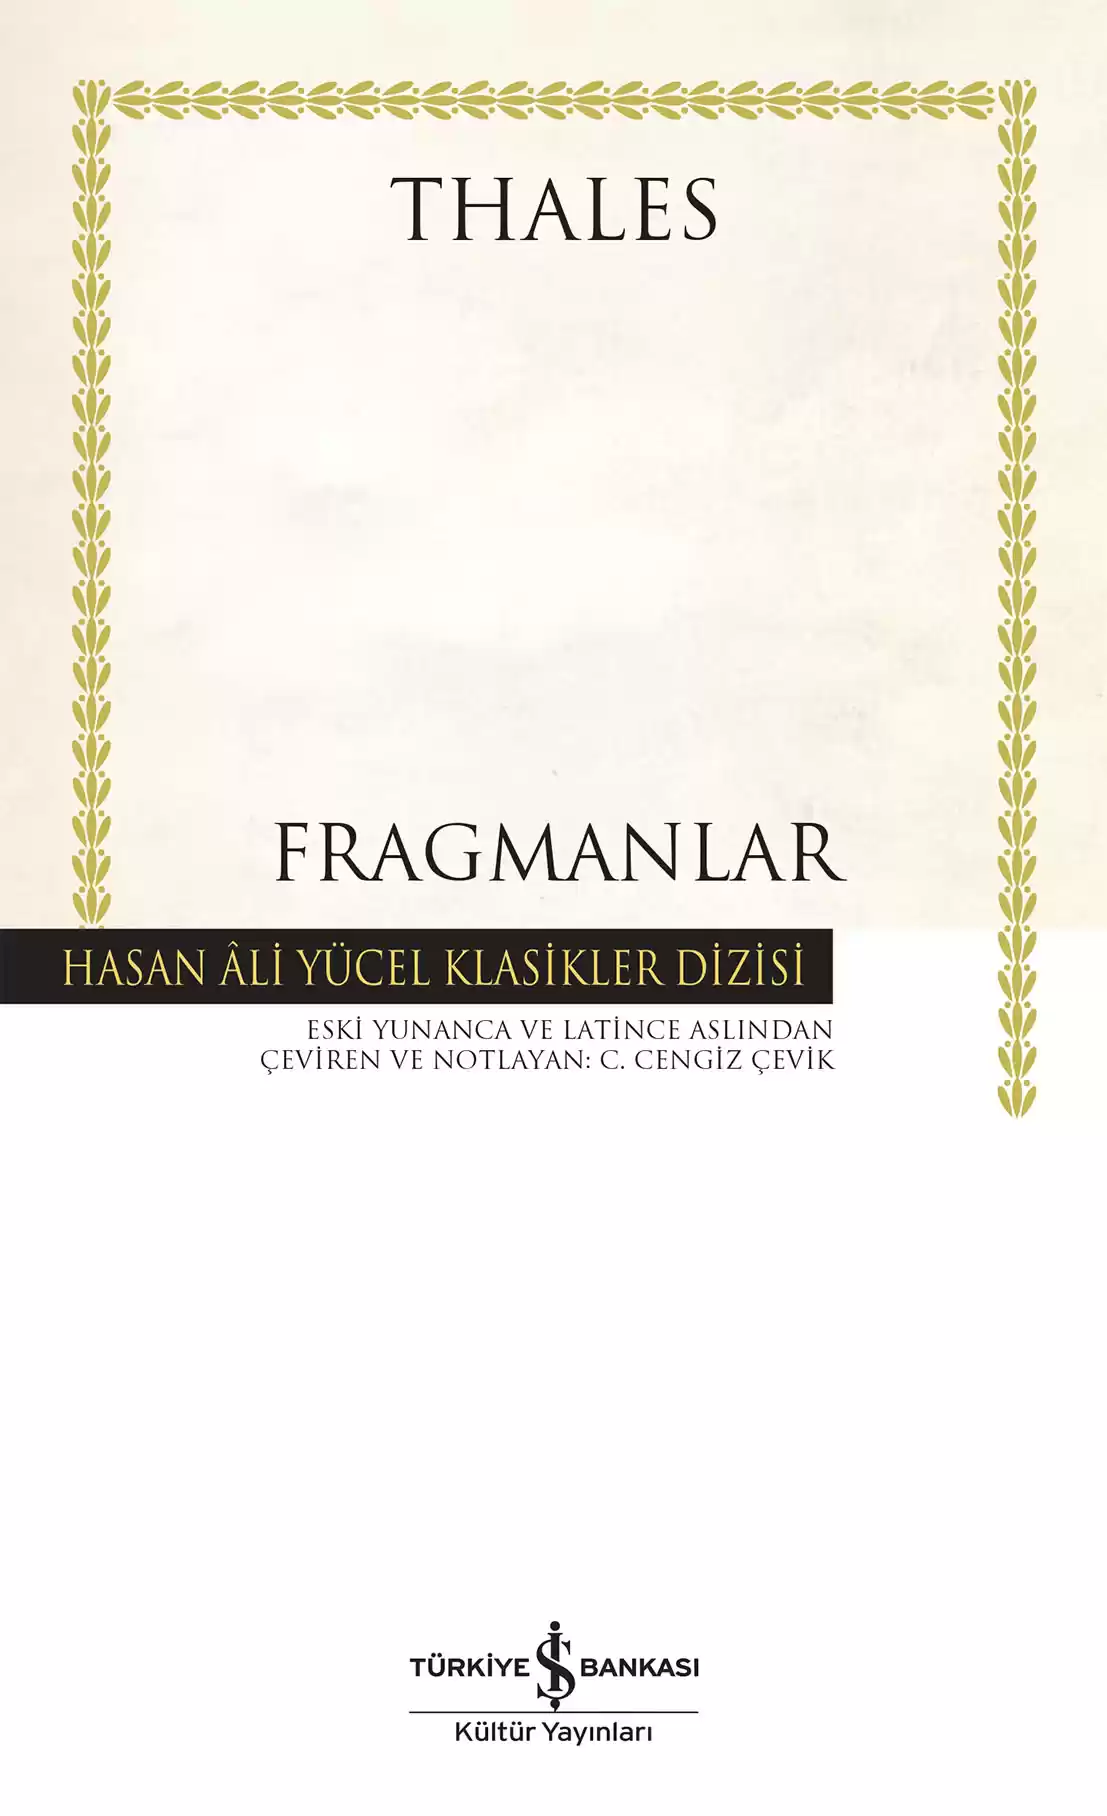 THALES
FRAGMANLAR
HASAN ÂLİ YÜCEL KLASİKLER DİZİSİ
ESKİ YUNANCA VE LATİNCE ASLINDAN
ÇEVİREN VE NOTLAYAN: C. CENGİZ ÇEVİK
TÜRKİYE İŞ BANKASI
Kültür Yayınları